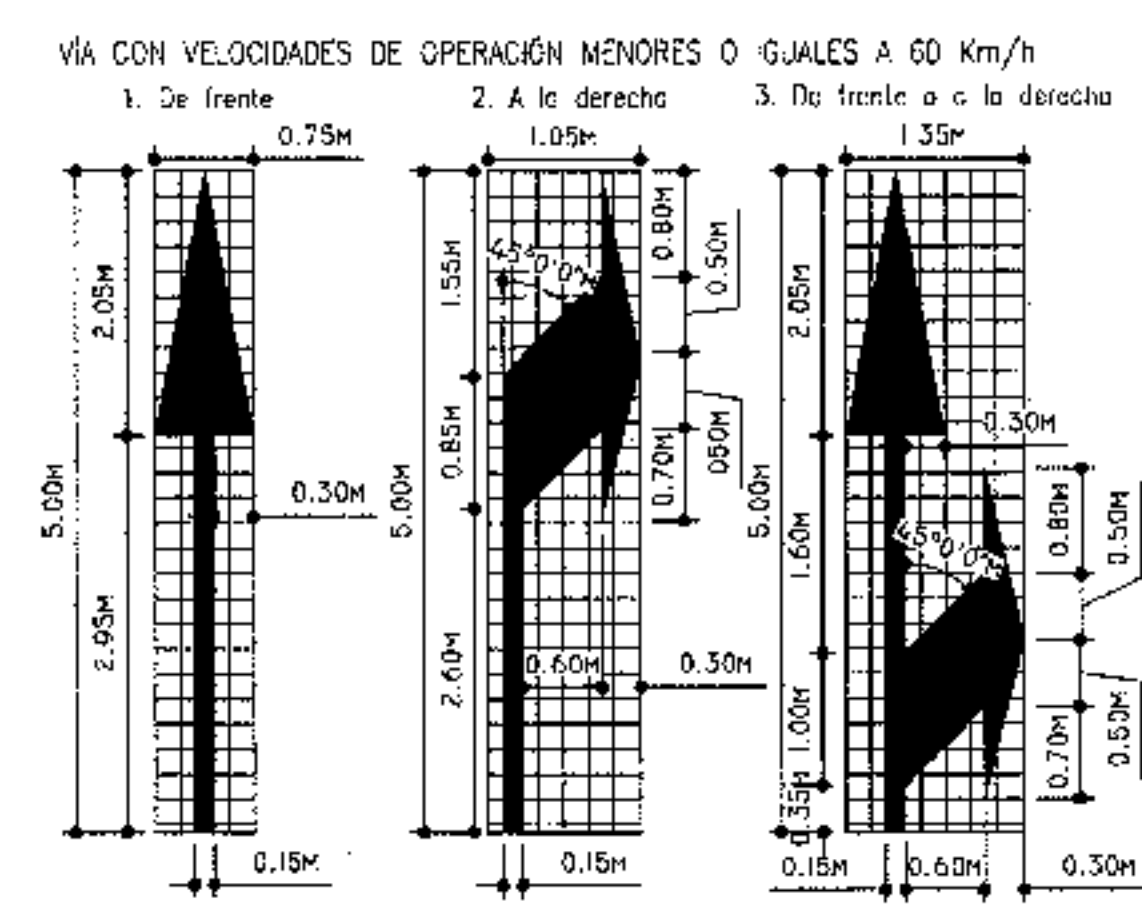 VÍA CON VELOCIDADES DE OPERACIÓN MENORES O IGUALES A 60 Km/h
1. De frente
2. A la derecha
3. De frente o a la derecha
0.75M
1.05M
1.35M
5.00M
2.05M
2.95M
0.30M
0.15M
5.00M
1.55M
0.85M
2.60M
45°0'0"
0.80M
0.50M
050M
0.70M
0.60M
0.30M
0.15M
5.00M
2.05M
1.60M
1.00M
0.35M
0.30M
45°0'0"
0.80M
0.50M
0.50M
0.70M
0.15M
0.60M
0.30M